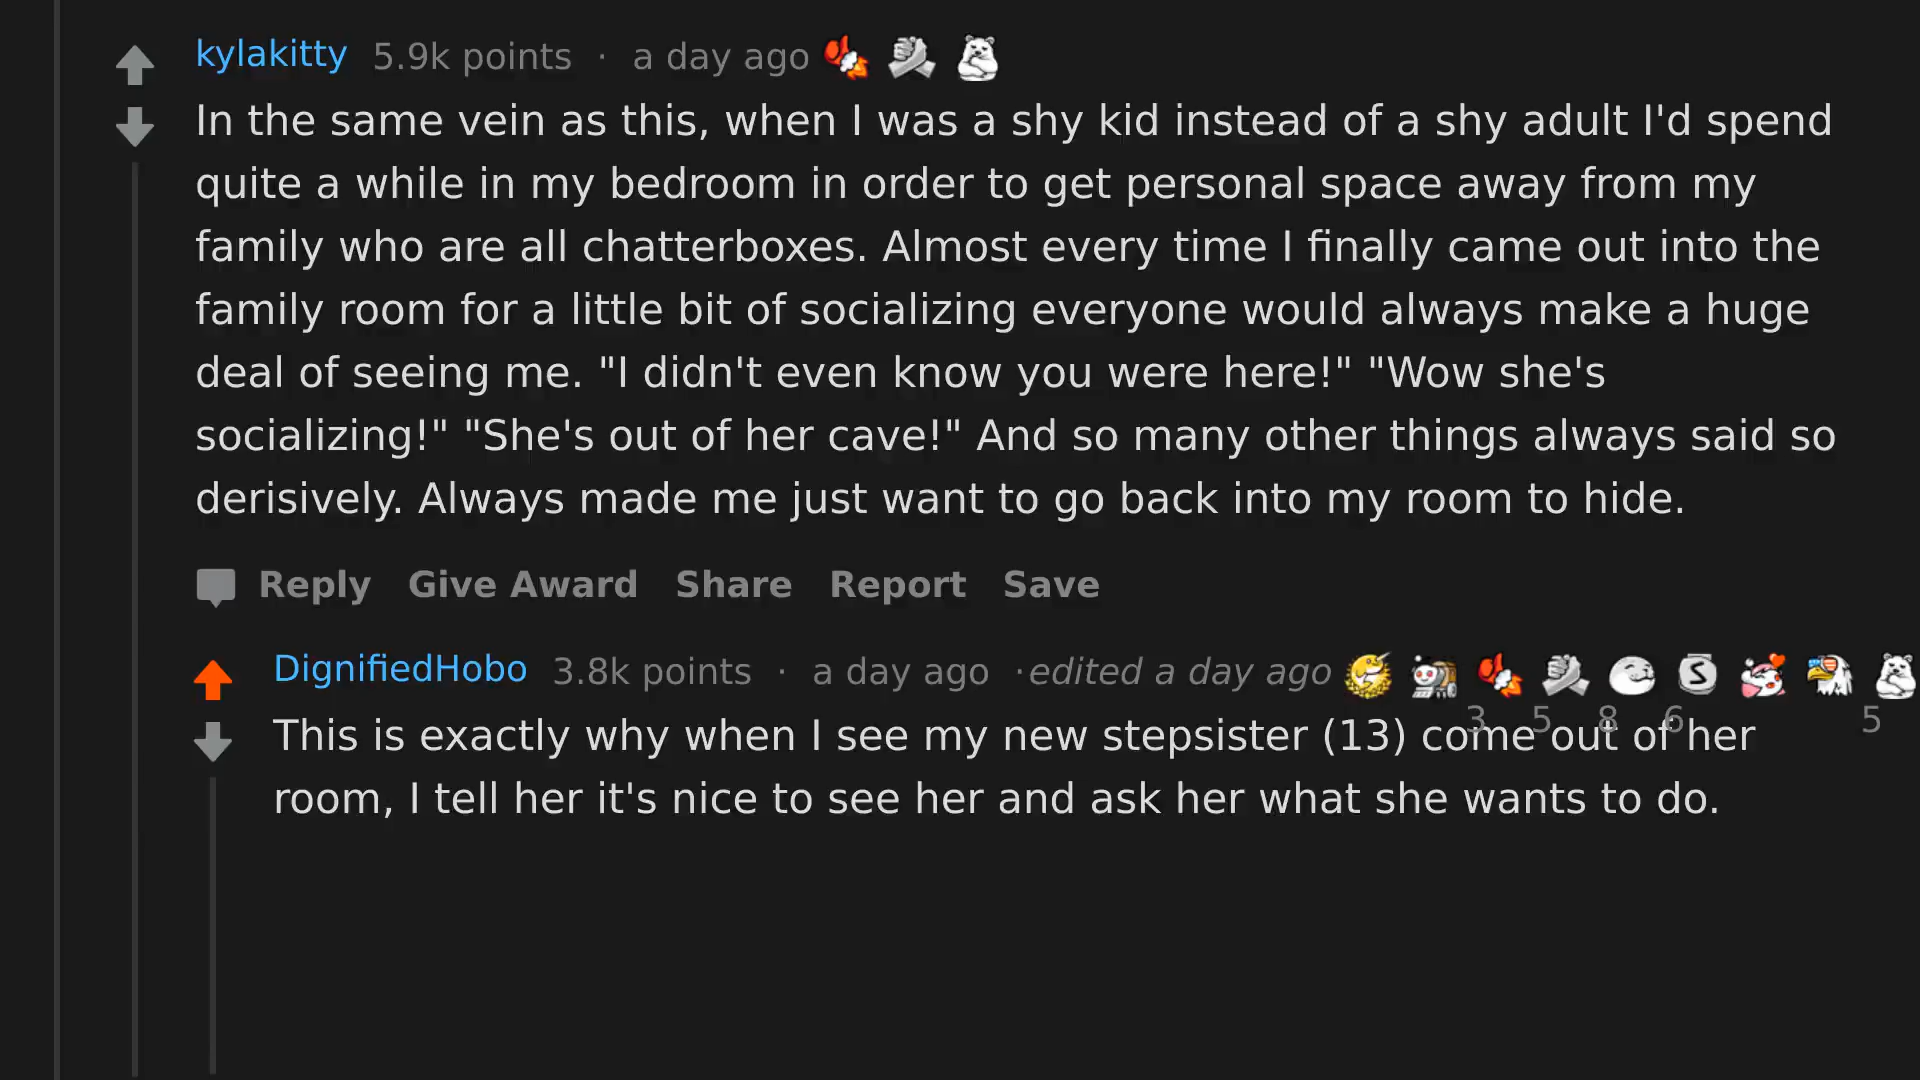 kylakitty 5.9k points · a day ago
In the same vein as this, when I was a shy kid instead of a shy adult I'd spend
quite a while in my bedroom in order to get personal space away from my
family who are all chatterboxes. Almost every time I finally came out into the
family room for a little bit of socializing everyone would always make a huge
deal of seeing me. "I didn't even know you were here!" "Wow she's
socializing!" "She's out of her cave!" And so many other things always said so
derisively. Always made me just want to go back into my room to hide.
Reply Give Award Share Report Save
DignifiedHobo 3.8k points · a day ago ·edited a day ago
3 5 8 6 5
This is exactly why when I see my new stepsister (13) come out of her
room, I tell her it's nice to see her and ask her what she wants to do.